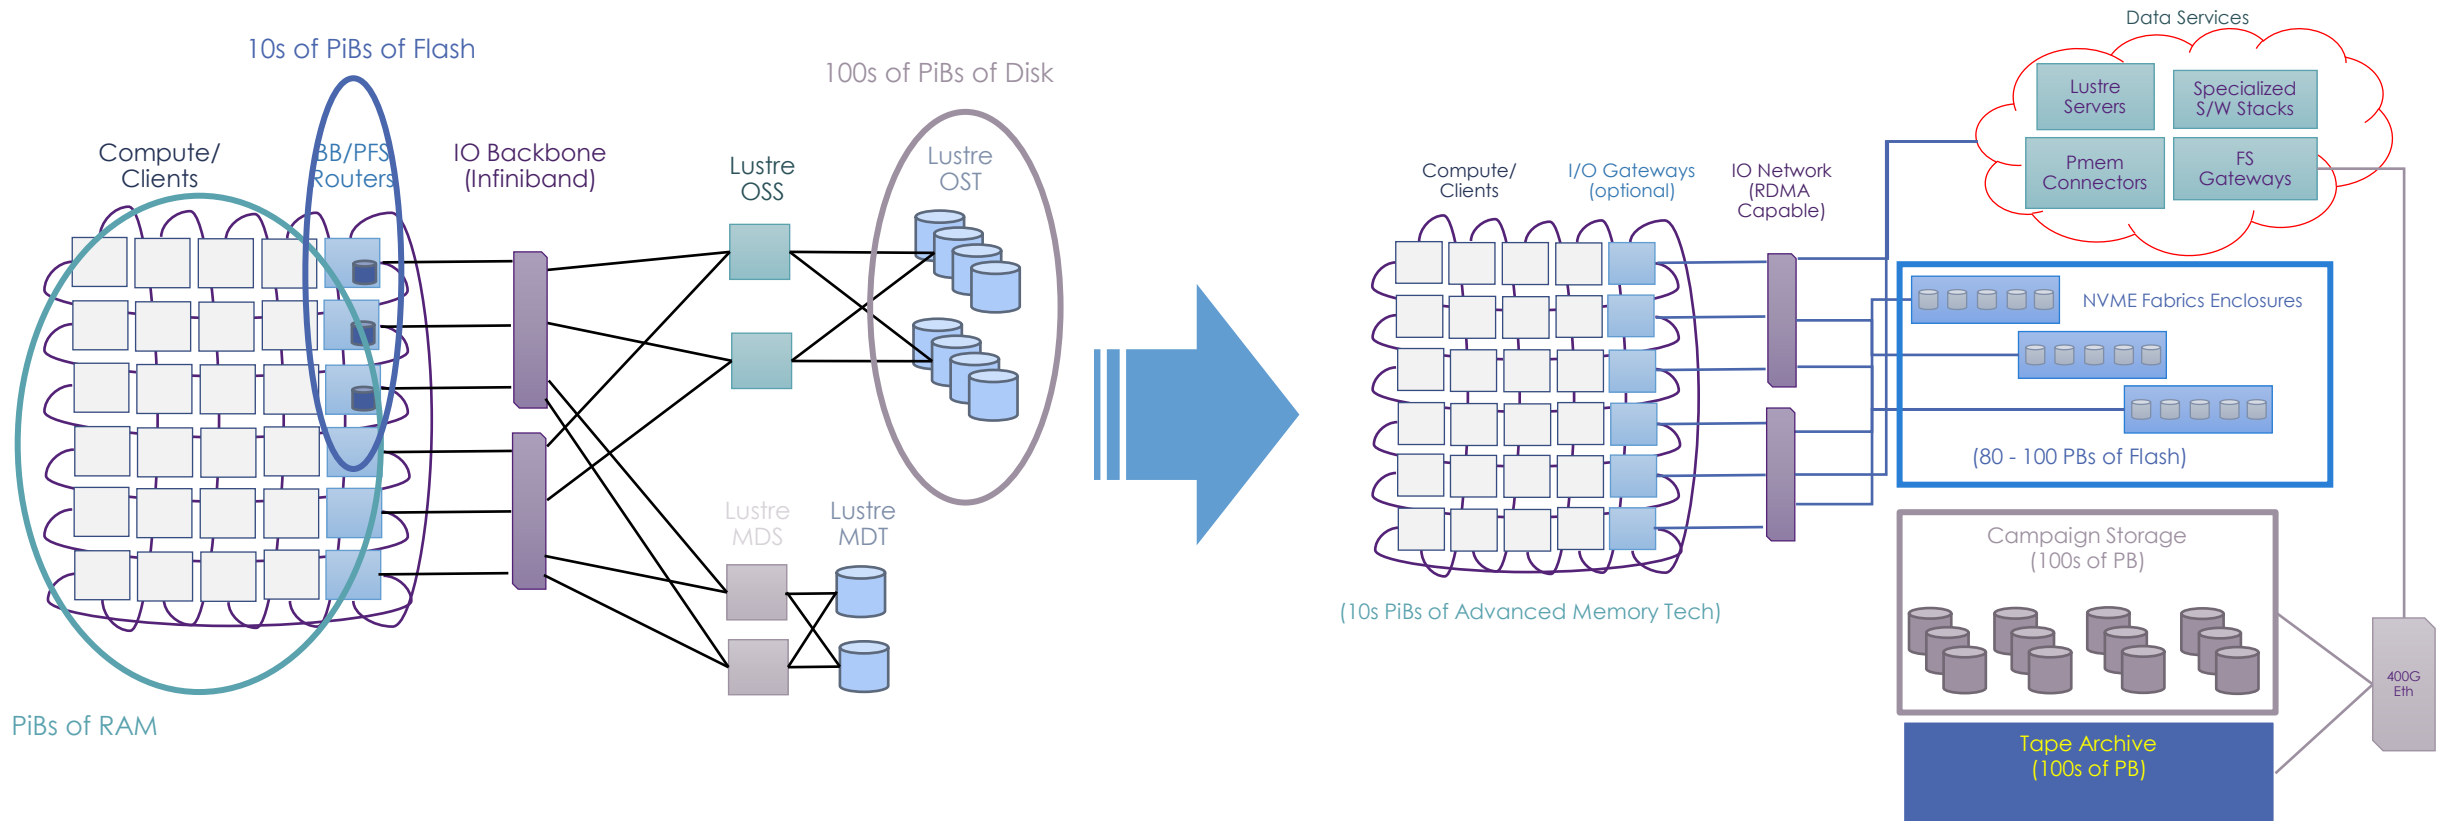 10s of PiBs of Flash
100s of PiBs of Disk
Compute/
Clients
BB/PFS
Routers
IO Backbone
(Infiniband)
Lustre
OSS
Lustre
OST
Lustre
MDS
Lustre
MDT
PiBs of RAM
Compute/
Clients
I/O Gateways
(optional)
IO Network
(RDMA
Capable)
(10s PiBs of Advanced Memory Tech)
Data Services
Lustre
Servers
Specialized
S/W Stacks
Pmem
Connectors
FS
Gateways
NVME Fabrics Enclosures
(80 - 100 PBs of Flash)
Campaign Storage
(100s of PB)
400G
Eth
Tape Archive
(100s of PB)